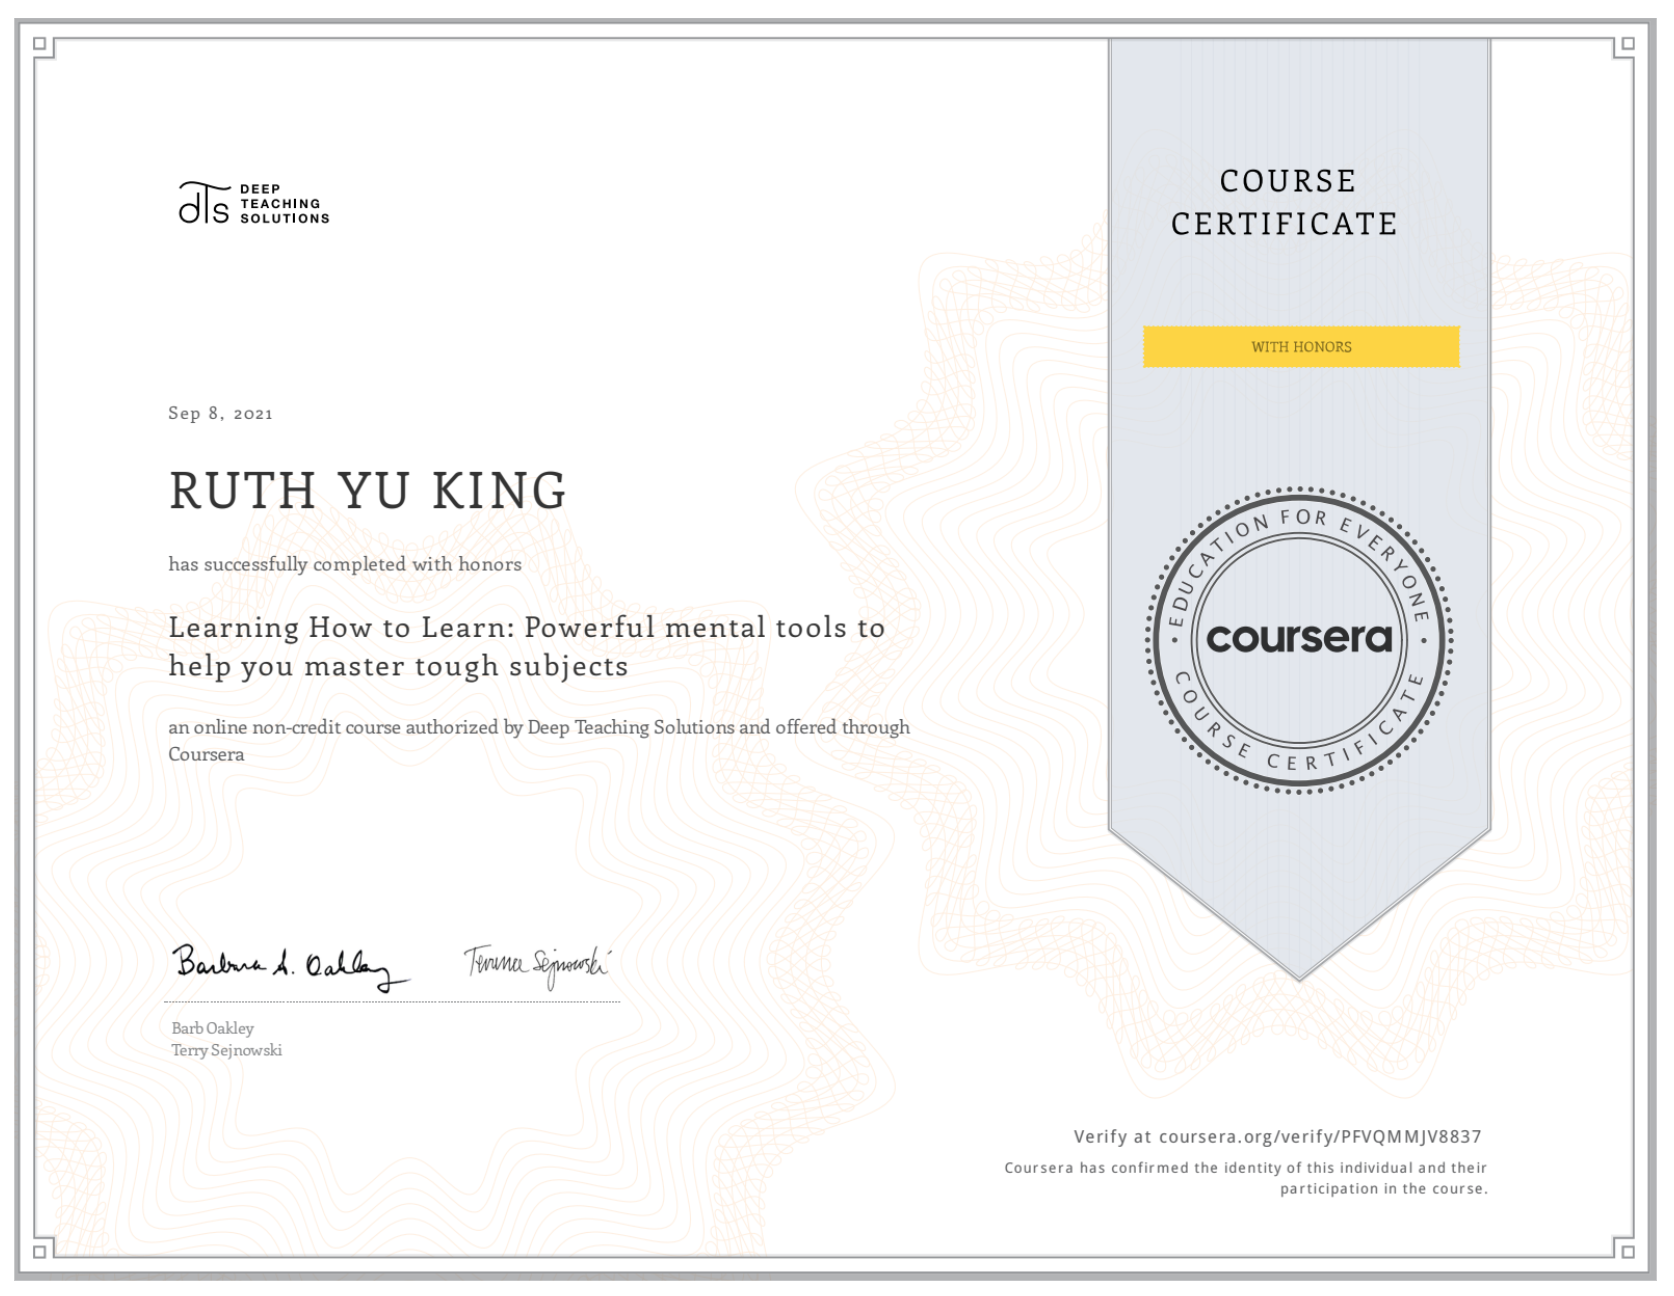 DEEP
TEACHING
SOLUTIONS
COURSE
CERTIFICATE
WITH HONORS
Sep 8, 2021
RUTH YU KING
has successfully completed with honors
Learning How to Learn: Powerful mental tools to
help you master tough subjects
an online non-credit course authorized by Deep Teaching Solutions and offered through
Coursera
EDUCATION FOR EVERYONE
coursera
COURSE CERTIFICATE
Barbara A. Oakley
Terrence Sejnowski
Barb Oakley
Terry Sejnowski
Verify at coursera.org/verify/PFVQMMJV8837
Coursera has confirmed the identity of this individual and their
participation in the course.